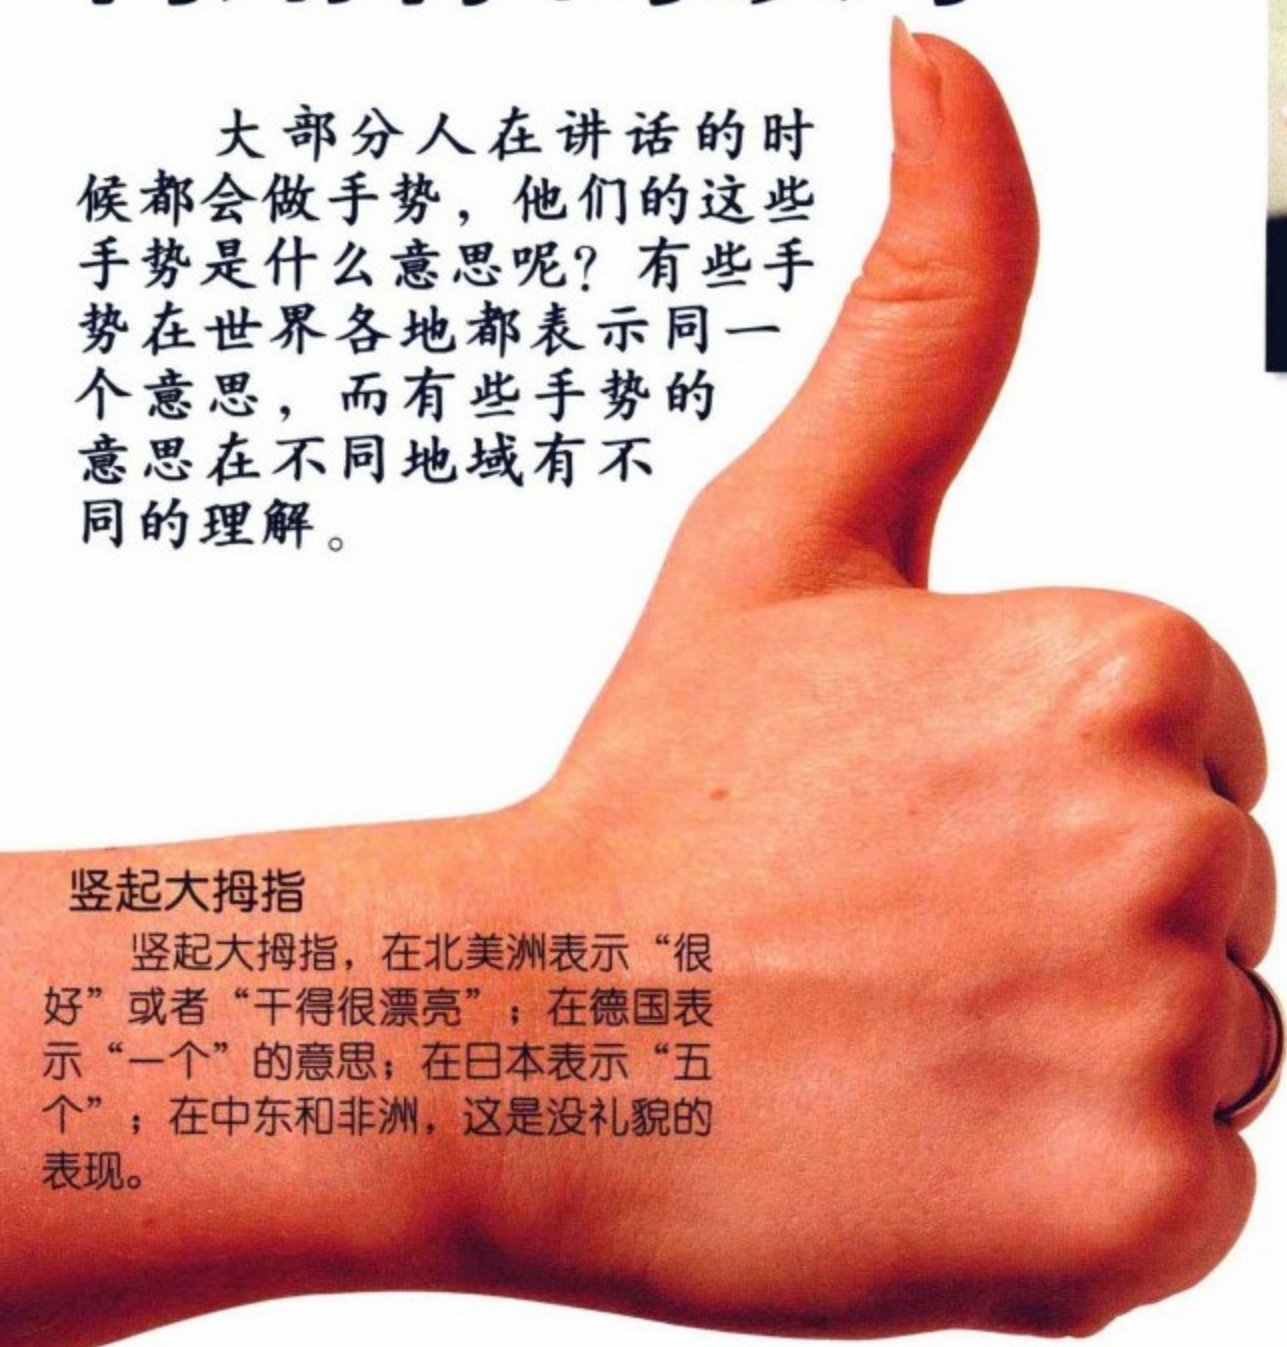 大部分人在讲话的时
候都会做手势，他们的这些
手势是什么意思呢？有些手
势在世界各地都表示同一
个意思，而有些手势的
意思在不同地域有不
同的理解。
竖起大拇指
竖起大拇指，在北美洲表示“很
好”或者“干得很漂亮”；在德国表
示“一个”的意思；在日本表示“五
个”；在中东和非洲，这是没礼貌的
表现。